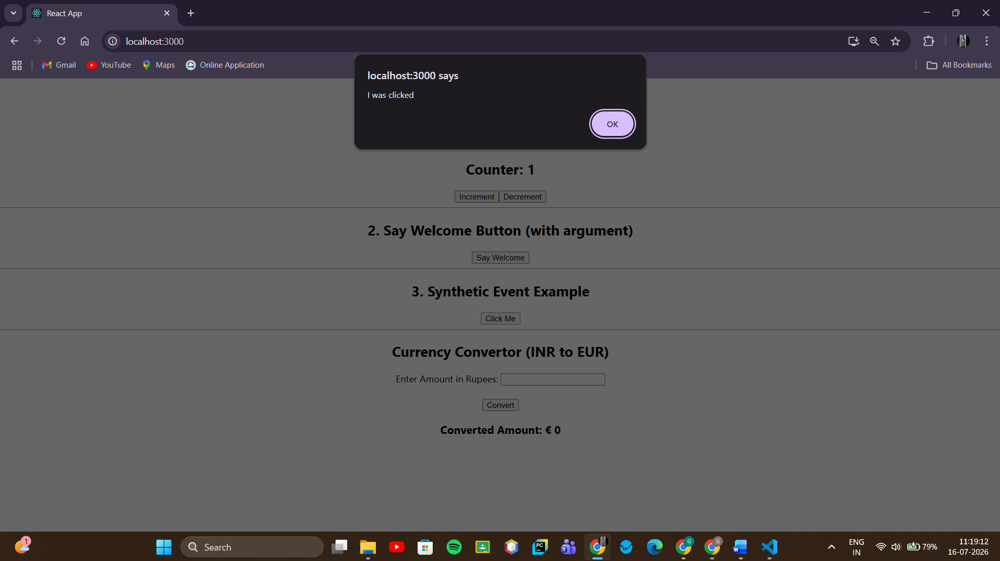 React App
localhost:3000
Gmail
YouTube
Maps
Online Application
All Bookmarks
localhost:3000 says
I was clicked
OK
Counter: 1
Increment
Decrement
2. Say Welcome Button (with argument)
Say Welcome
3. Synthetic Event Example
Click Me
Currency Convertor (INR to EUR)
Enter Amount in Rupees:
Convert
Converted Amount: € 0
1
Search
PC
T
G
G
W
ENG
IN
79%
11:19:12
16-07-2026